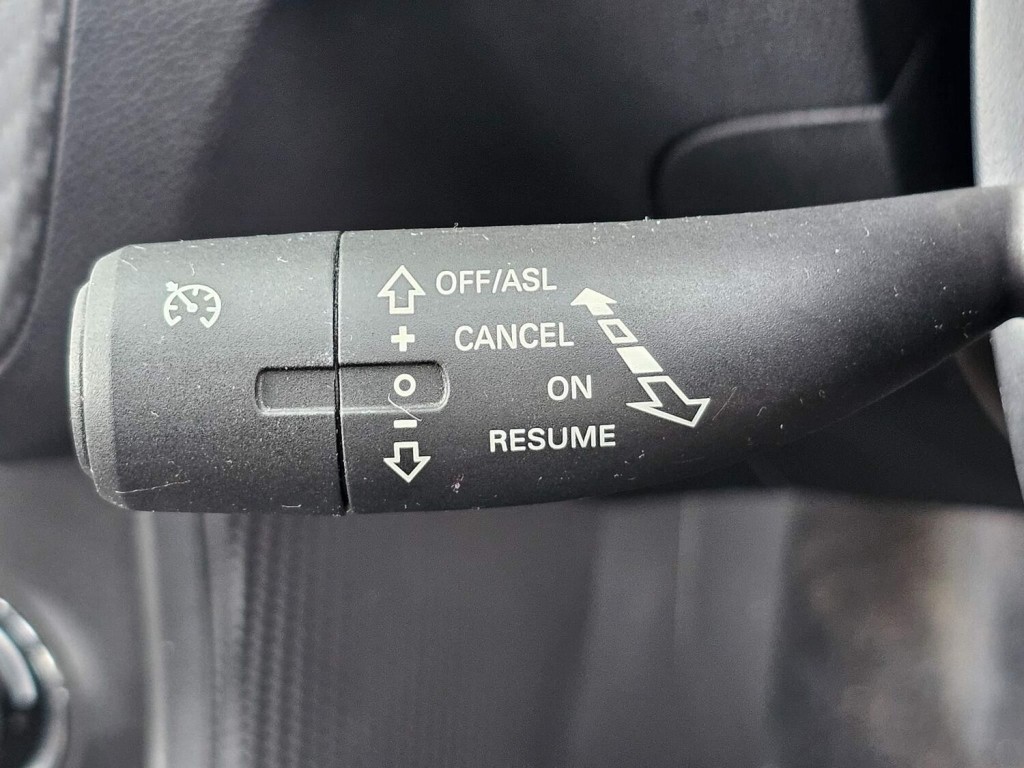 OFF/ASL
+ CANCEL
O ON
– RESUME